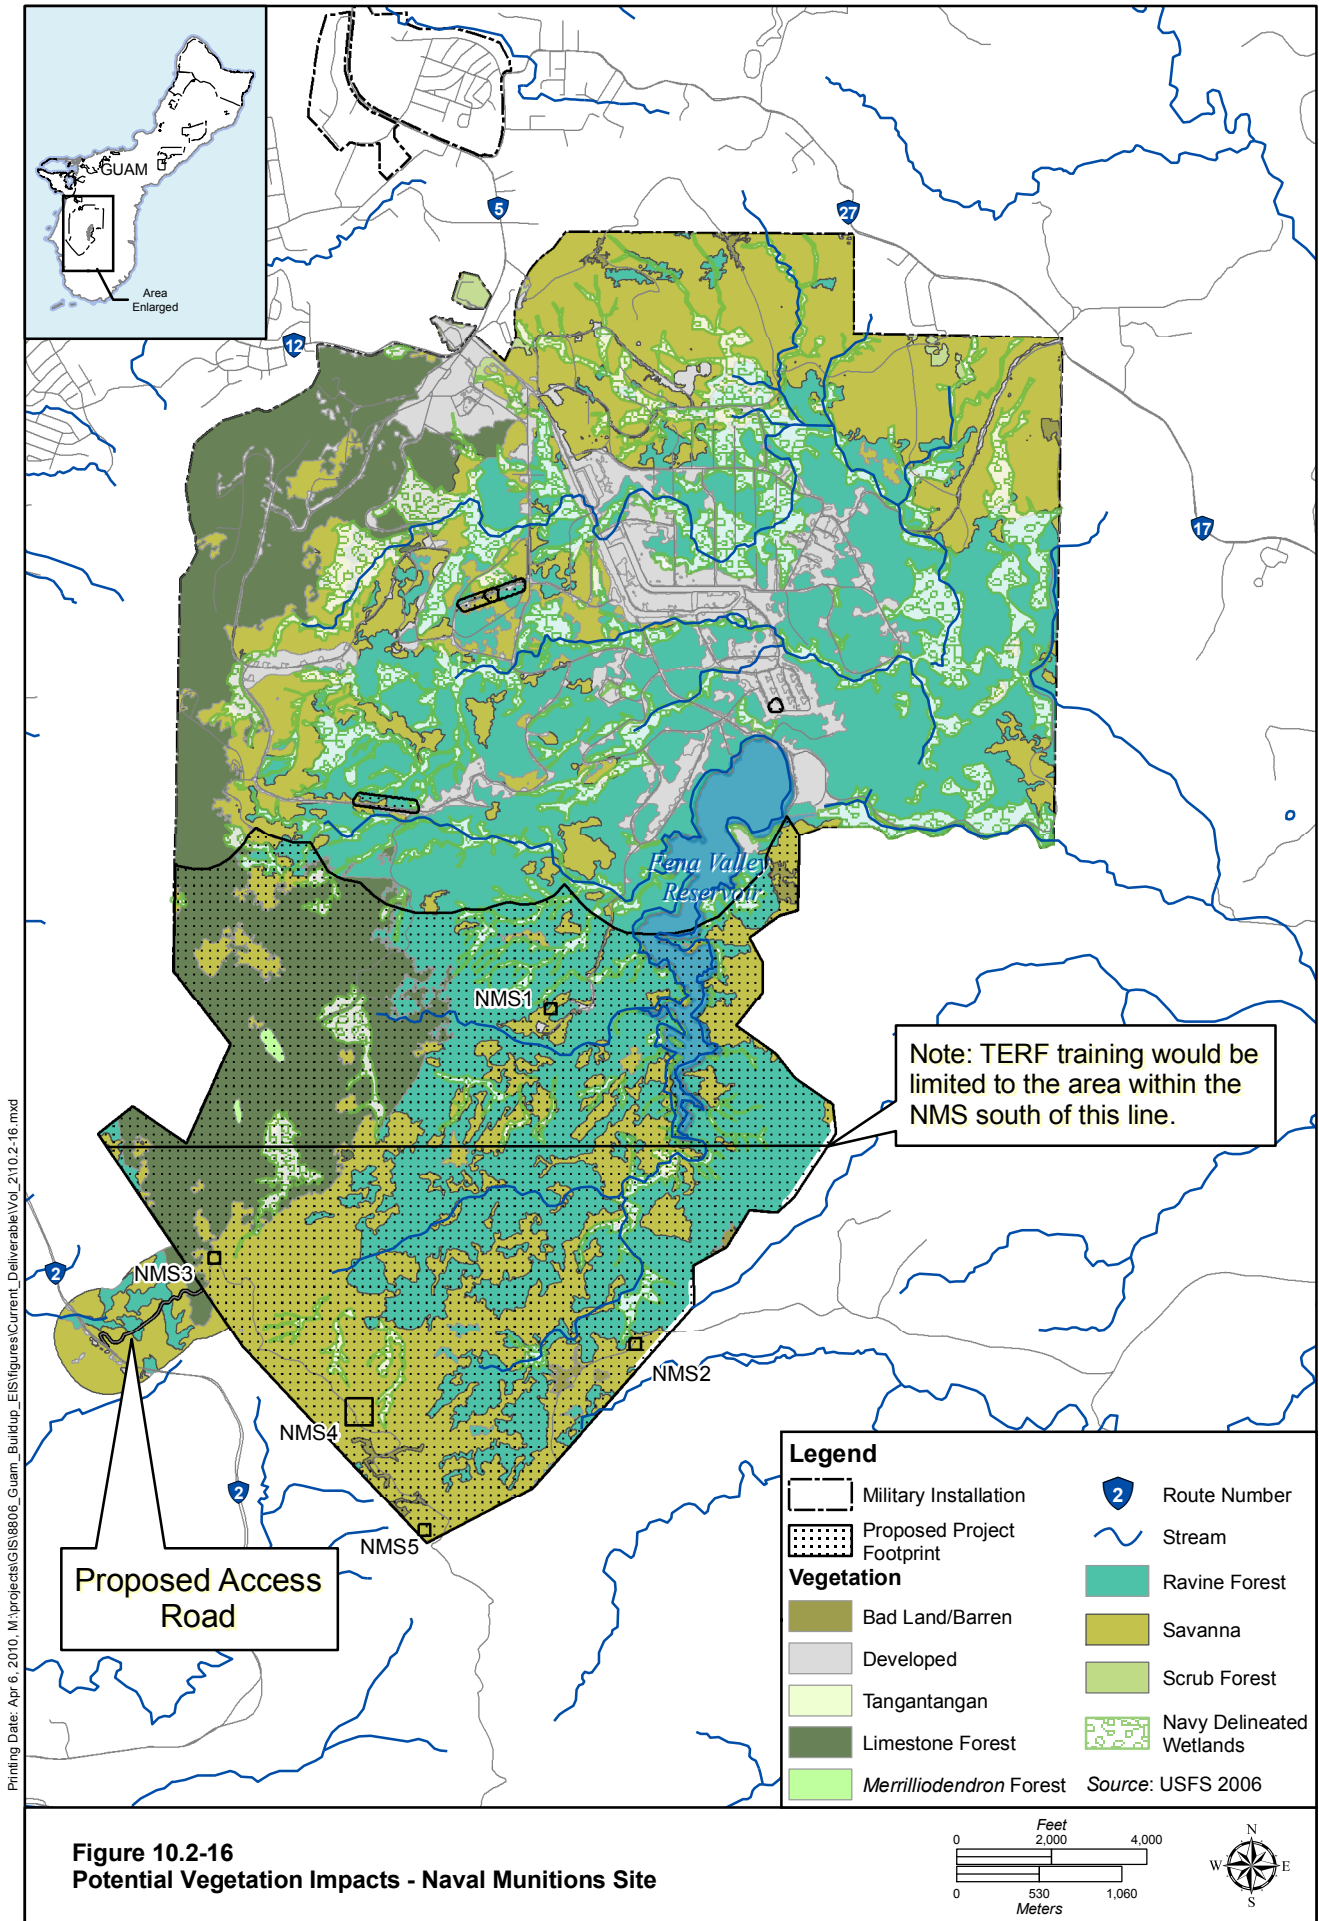 GUAM
Area
Enlarged
5
27
12
17
Fena Valley
Reservoir
NMS1
Note: TERF training would be
limited to the area within the
NMS south of this line.
2
NMS3
NMS2
NMS4
2
NMS5
Proposed Access
Road
Legend
Military Installation
Proposed Project
Footprint
Vegetation
Bad Land/Barren
Developed
Tangantangan
Limestone Forest
Merrilliodendron Forest
2
Route Number
Stream
Ravine Forest
Savanna
Scrub Forest
Navy Delineated
Wetlands
Source: USFS 2006
Printing Date: Apr 6, 2010, M:\projects\GIS\8806_Guam_Buildup_EIS\figures\Current_Deliverable\Vol_2\10.2-16.mxd
Figure 10.2-16
Potential Vegetation Impacts - Naval Munitions Site
Feet
0 2,000 4,000
0 530 1,060
Meters
N
W E
S